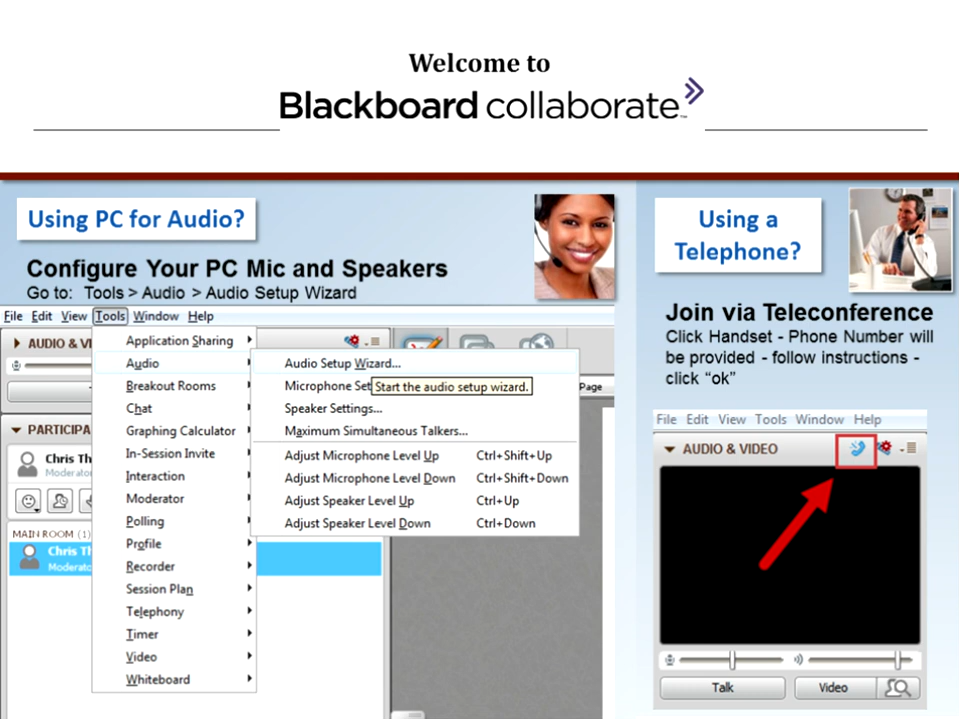 Welcome to
Blackboard collaborate™
Using PC for Audio?
Configure Your PC Mic and Speakers
Go to: Tools > Audio > Audio Setup Wizard
File Edit View Tools Window Help
AUDIO & VI
Application Sharing
Audio
Breakout Rooms
Chat
Graphing Calculator
In-Session Invite
Interaction
Moderator
Polling
Profile
Recorder
Session Plan
Telephony
Timer
Video
Whiteboard
Audio Setup Wizard...
Microphone Set
Start the audio setup wizard.
Speaker Settings...
Maximum Simultaneous Talkers...
Adjust Microphone Level Up Ctrl+Shift+Up
Adjust Microphone Level Down Ctrl+Shift+Down
Adjust Speaker Level Up Ctrl+Up
Adjust Speaker Level Down Ctrl+Down
Page
PARTICIPA
Chris Th
Moderato
MAIN ROOM (1)
Chris Th
Moderato
Using a
Telephone?
Join via Teleconference
Click Handset - Phone Number will
be provided - follow instructions -
click “ok”
File Edit View Tools Window Help
AUDIO & VIDEO
Talk Video